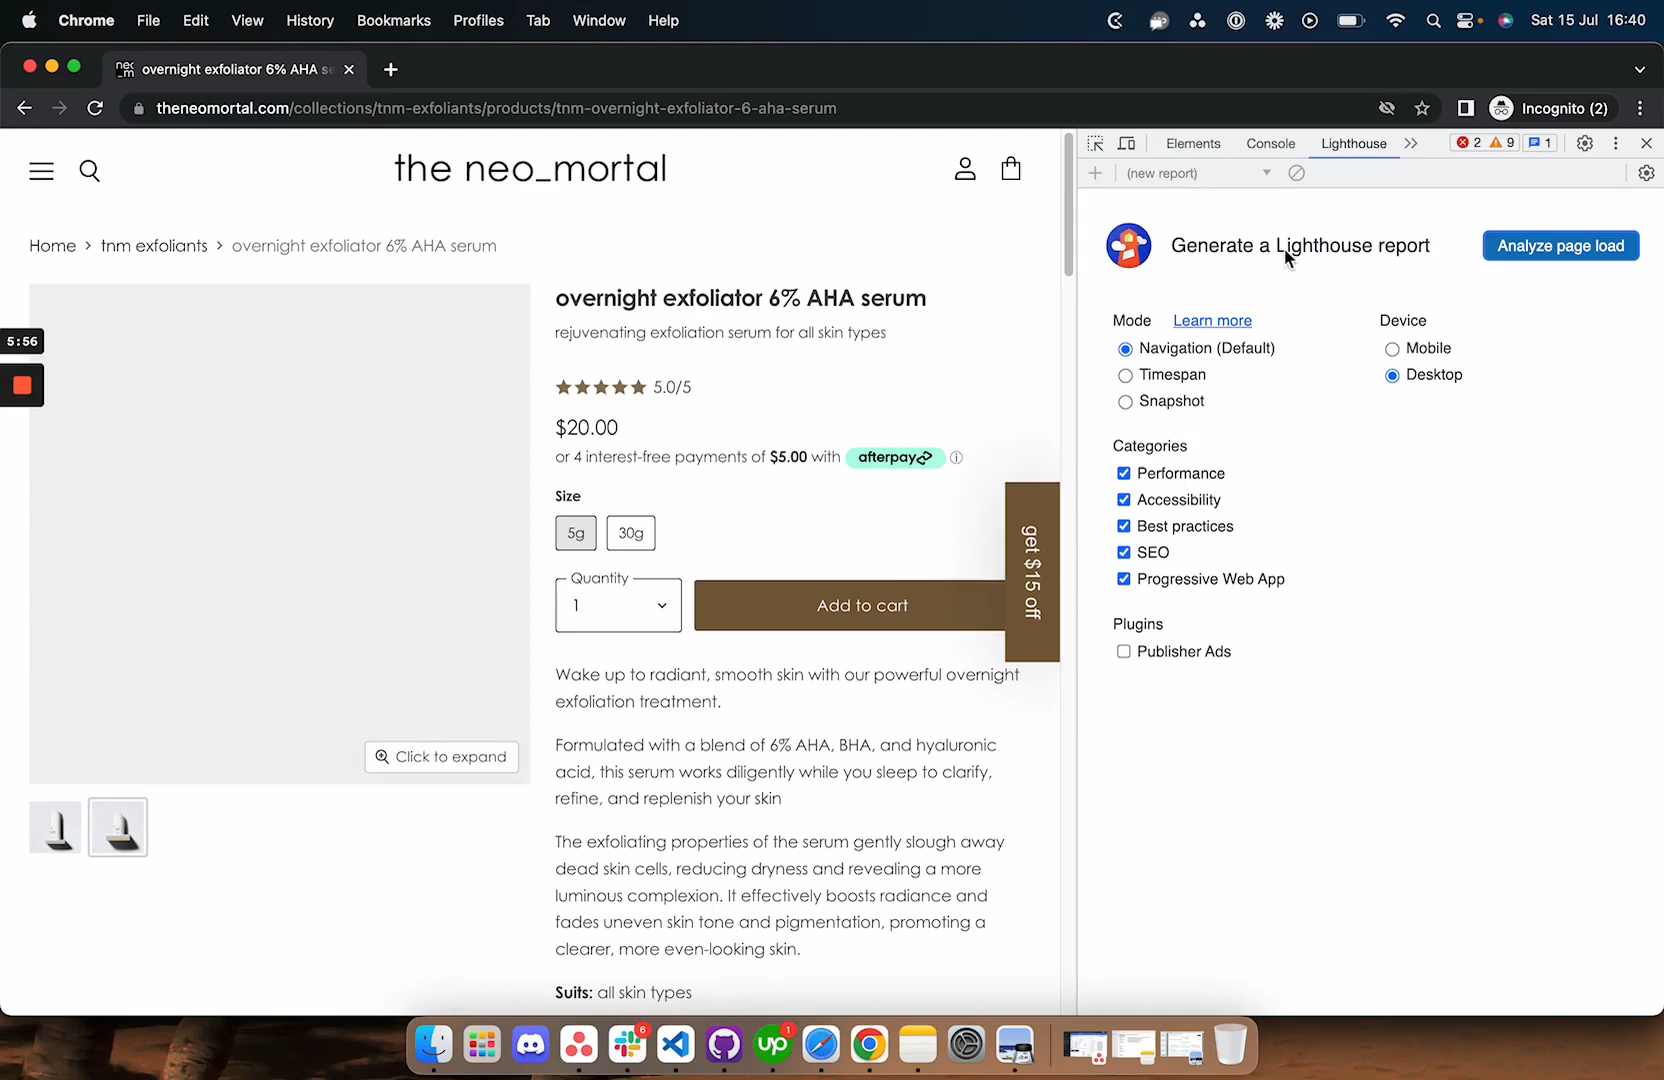 Chrome File Edit View History Bookmarks Profiles Tab Window Help
Sat 15 Jul 16:40
overnight exfoliator 6% AHA se
theneomortal.com/collections/tnm-exfoliants/products/tnm-overnight-exfoliator-6-aha-serum
Incognito (2)
the neo_mortal
Home > tnm exfoliants > overnight exfoliator 6% AHA serum
5:56
Click to expand
overnight exfoliator 6% AHA serum
rejuvenating exfoliation serum for all skin types
5.0/5
$20.00
or 4 interest-free payments of $5.00 with afterpay
Size
5g 30g
Quantity
1
Add to cart
get $15 off
Wake up to radiant, smooth skin with our powerful overnight
exfoliation treatment.
Formulated with a blend of 6% AHA, BHA, and hyaluronic
acid, this serum works diligently while you sleep to clarify,
refine, and replenish your skin
The exfoliating properties of the serum gently slough away
dead skin cells, reducing dryness and revealing a more
luminous complexion. It effectively boosts radiance and
fades uneven skin tone and pigmentation, promoting a
clearer, more even-looking skin.
Suits: all skin types
Elements Console Lighthouse 2 9 1
(new report)
Generate a Lighthouse report
Analyze page load
Mode Learn more
Navigation (Default)
Timespan
Snapshot
Device
Mobile
Desktop
Categories
Performance
Accessibility
Best practices
SEO
Progressive Web App
Plugins
Publisher Ads
6
up
1